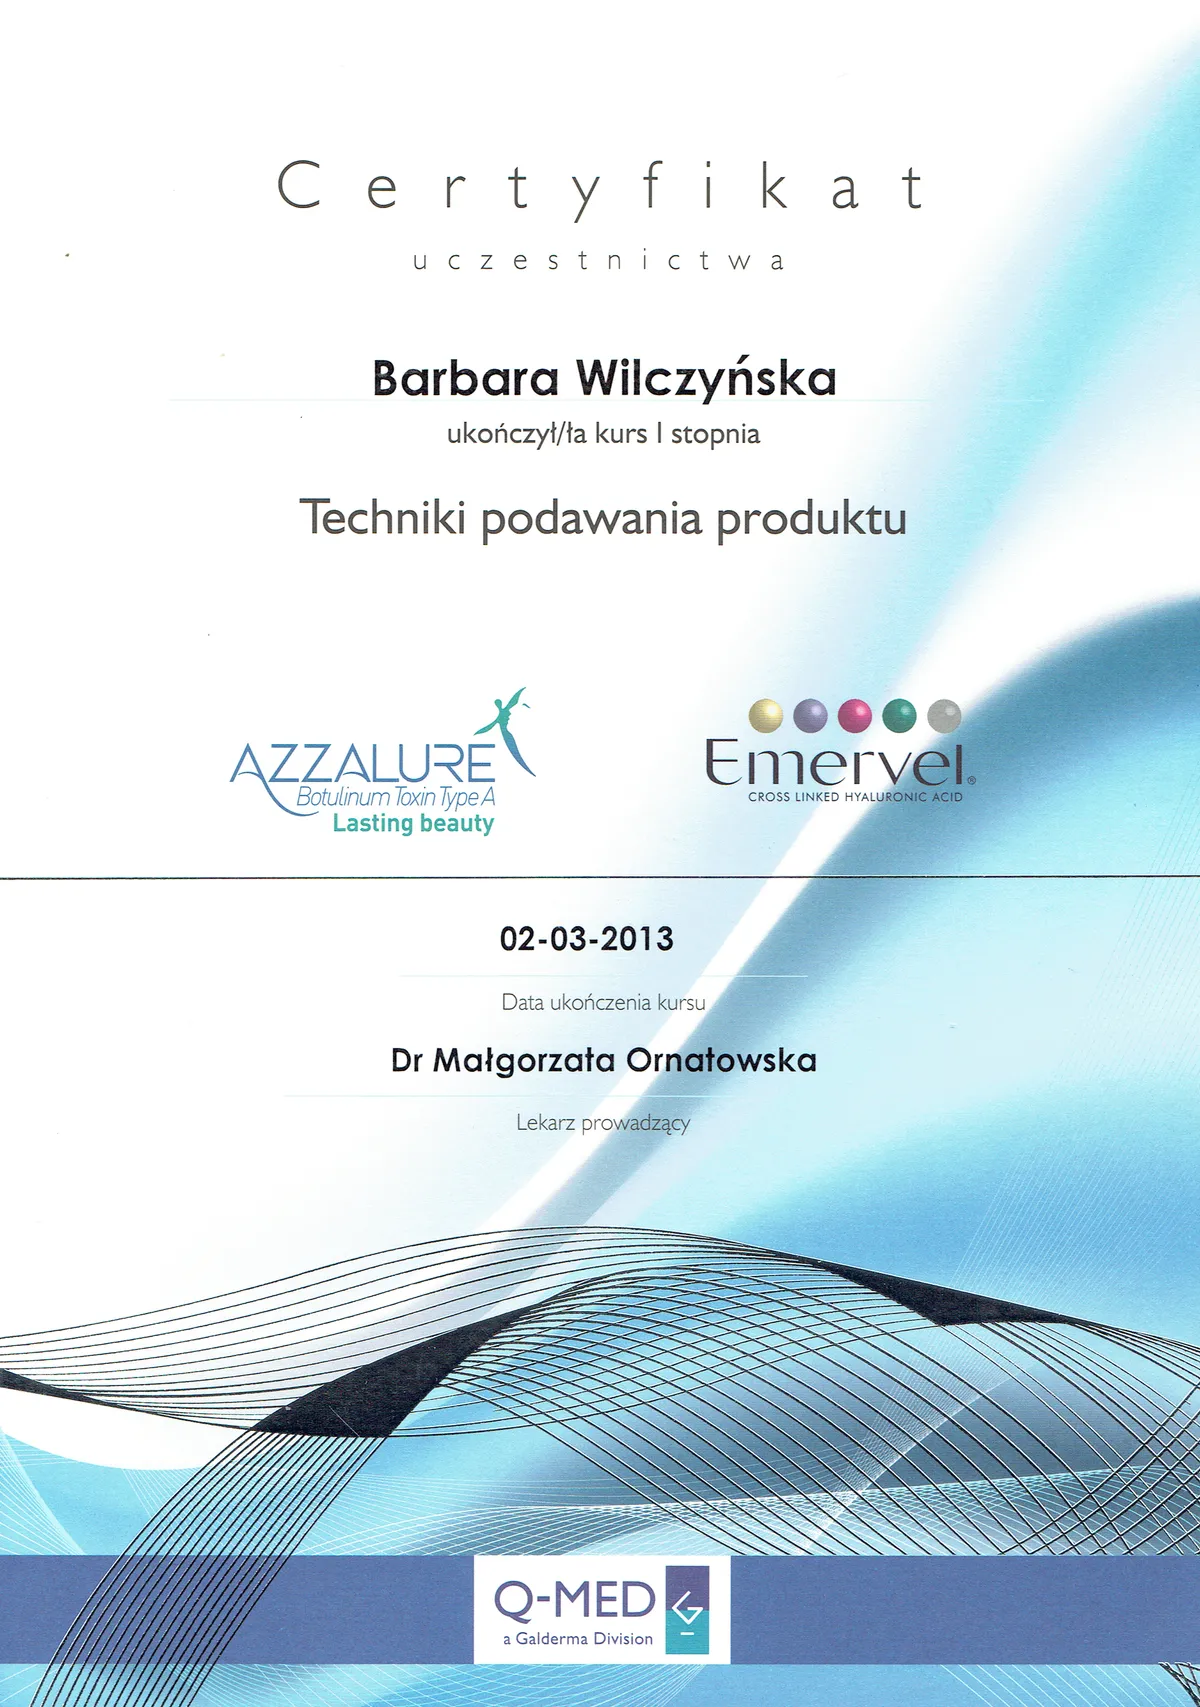 Certyfikat
uczestnictwa
Barbara Wilczyńska
ukończył/ła kurs I stopnia
Techniki podawania produktu
AZZALURE
Botulinum Toxin Type A
Lasting beauty
Emervel®
CROSS LINKED HYALURONIC ACID
02-03-2013
Data ukończenia kursu
Dr Małgorzata Ornatowska
Lekarz prowadzący
Q-MED
a Galderma Division